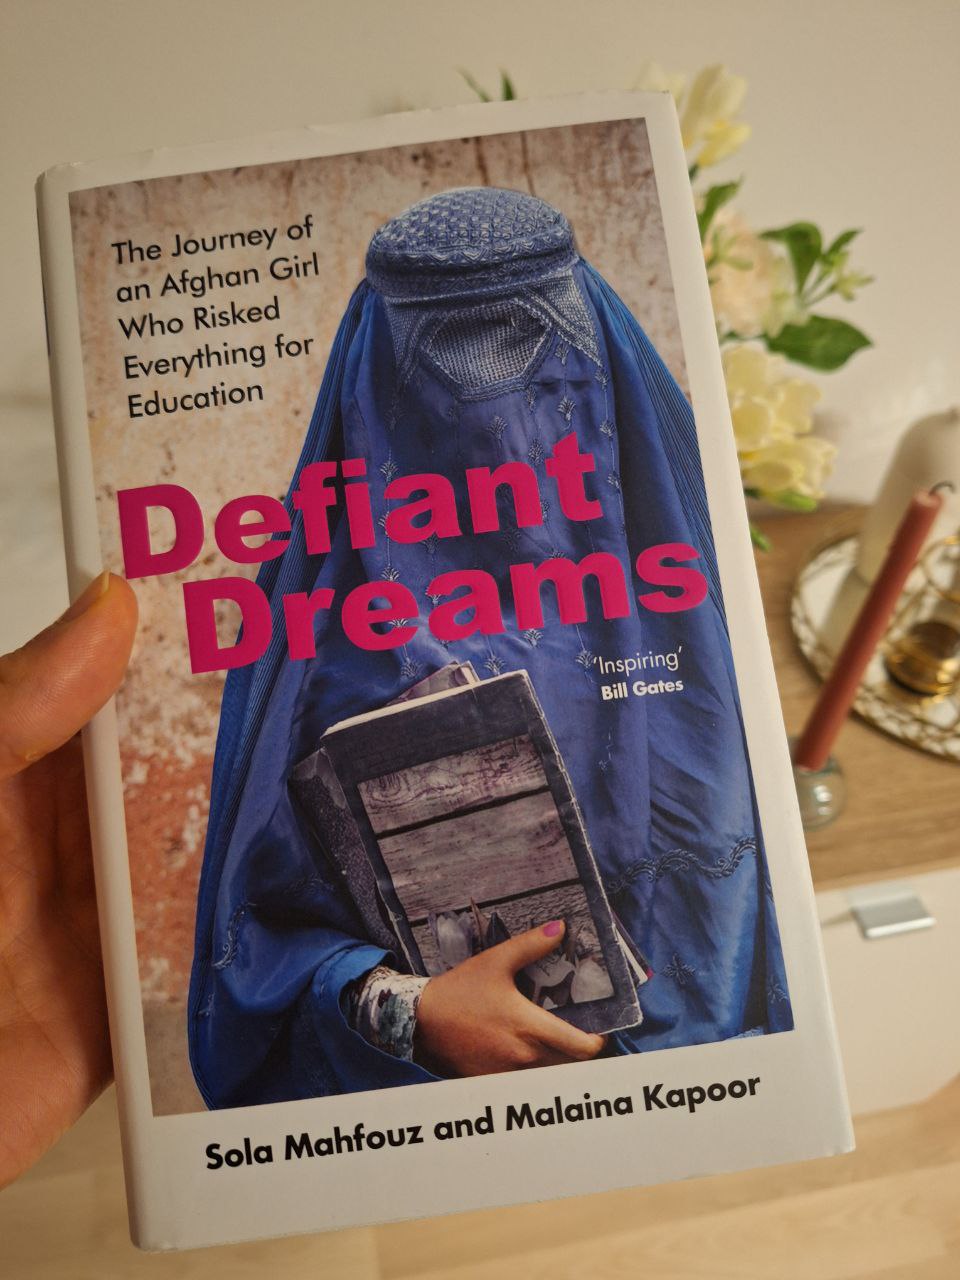 The Journey of
an Afghan Girl
Who Risked
Everything for
Education
Defiant
Dreams
‘Inspiring’
Bill Gates
Sola Mahfouz and Malaina Kapoor